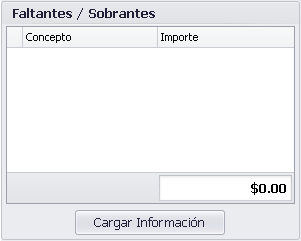 Faltantes / Sobrantes
Concepto Importe
$0.00
Cargar Información